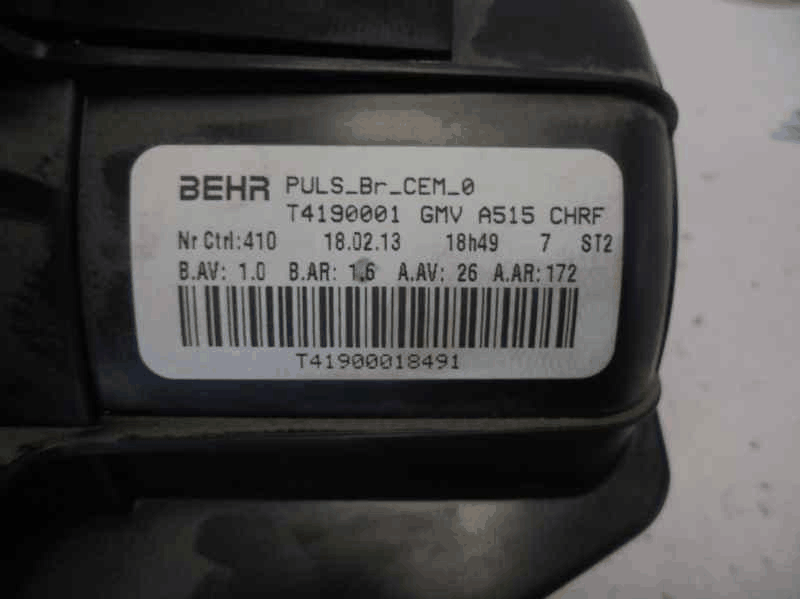 BEHR PULS_Br_CEM_0
T4190001 GMV A515 CHRF
Nr Ctrl:410 18.02.13 18h49 7 ST2
B.AV: 1.0 B.AR: 1.6 A.AV: 26 A.AR:172
T41900018491